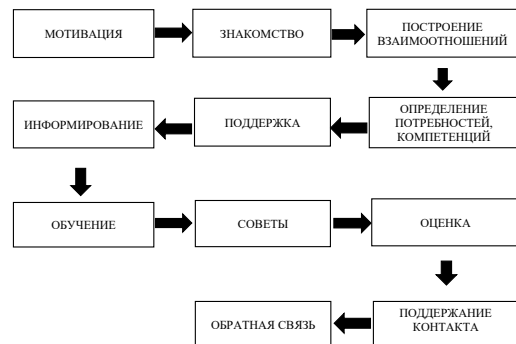 МОТИВАЦИЯ
ЗНАКОМСТВО
ПОСТРОЕНИЕ
ВЗАИМООТНОШЕНИЙ
ОПРЕДЕЛЕНИЕ
ПОТРЕБНОСТЕЙ,
КОМПЕТЕНЦИЙ
ПОДДЕРЖКА
ИНФОРМИРОВАНИЕ
ОБУЧЕНИЕ
СОВЕТЫ
ОЦЕНКА
ПОДДЕРЖАНИЕ
КОНТАКТА
ОБРАТНАЯ СВЯЗЬ